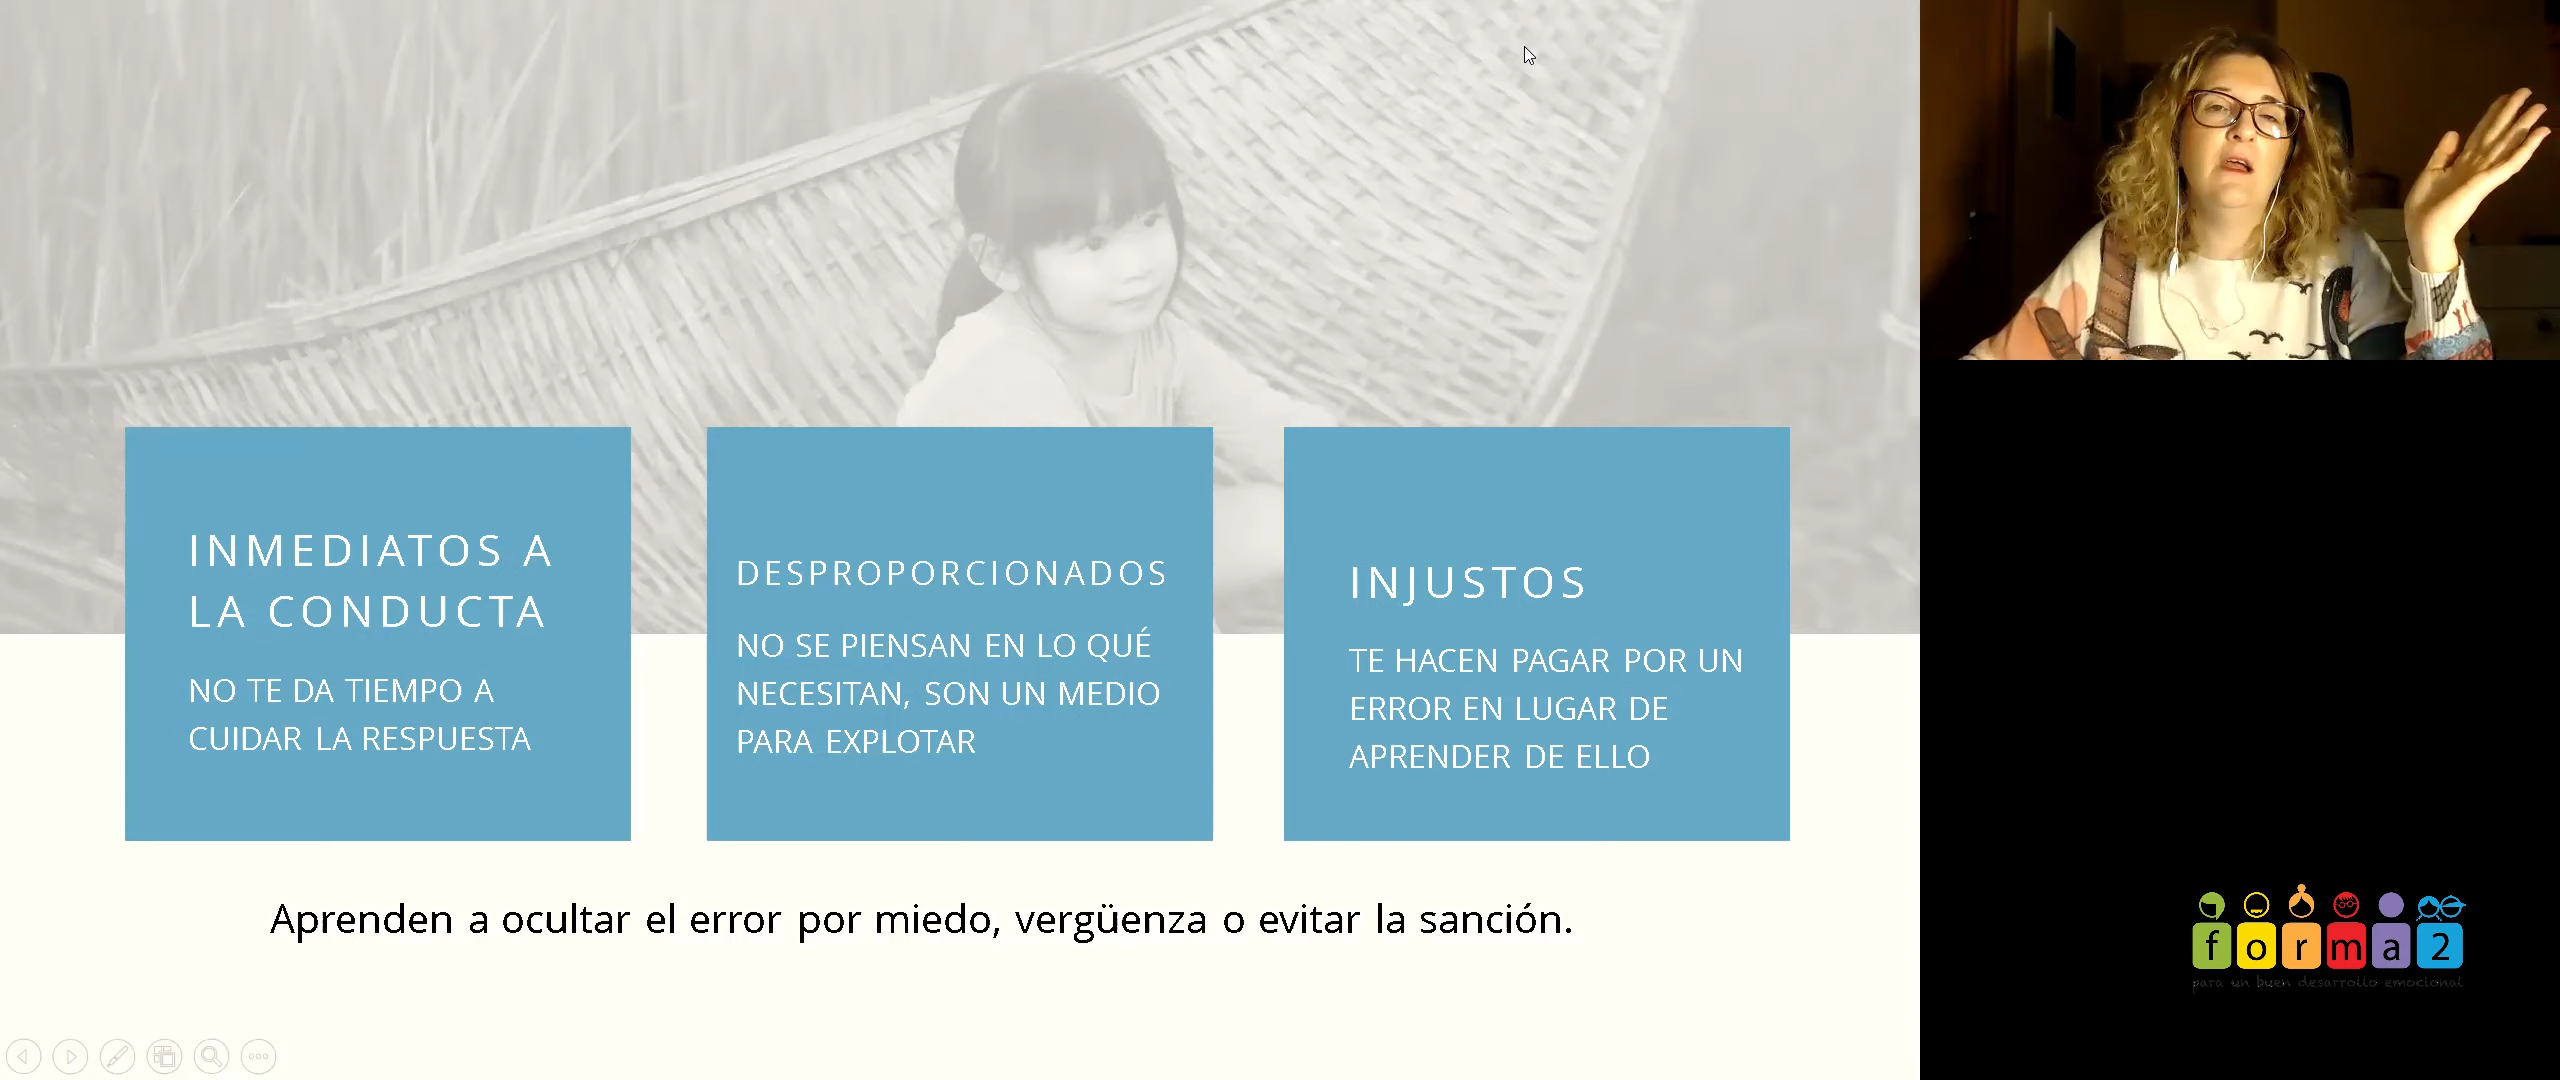 INMEDIATOS A
LA CONDUCTA
NO TE DA TIEMPO A
CUIDAR LA RESPUESTA
DESPROPORCIONADOS
NO SE PIENSAN EN LO QUÉ
NECESITAN, SON UN MEDIO
PARA EXPLOTAR
INJUSTOS
TE HACEN PAGAR POR UN
ERROR EN LUGAR DE
APRENDER DE ELLO
Aprenden a ocultar el error por miedo, vergüenza o evitar la sanción.
forma2
para un buen desarrollo emocional